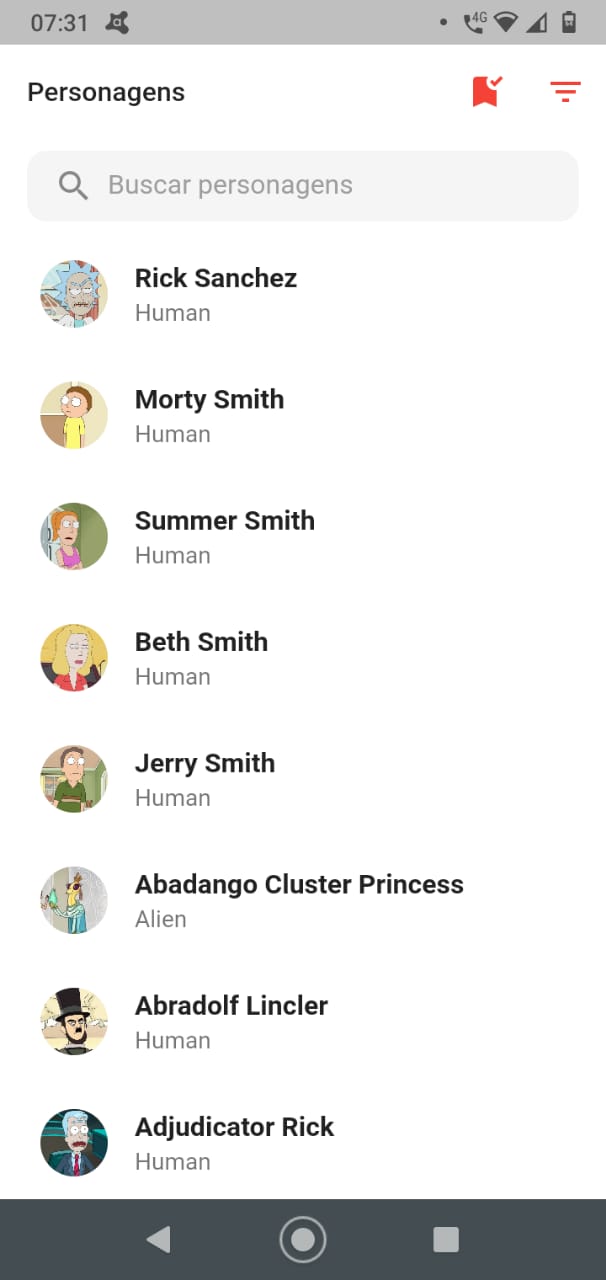 07:31
4G
Personagens
Buscar personagens
Rick Sanchez
Human
Morty Smith
Human
Summer Smith
Human
Beth Smith
Human
Jerry Smith
Human
Abadango Cluster Princess
Alien
Abradolf Lincler
Human
Adjudicator Rick
Human